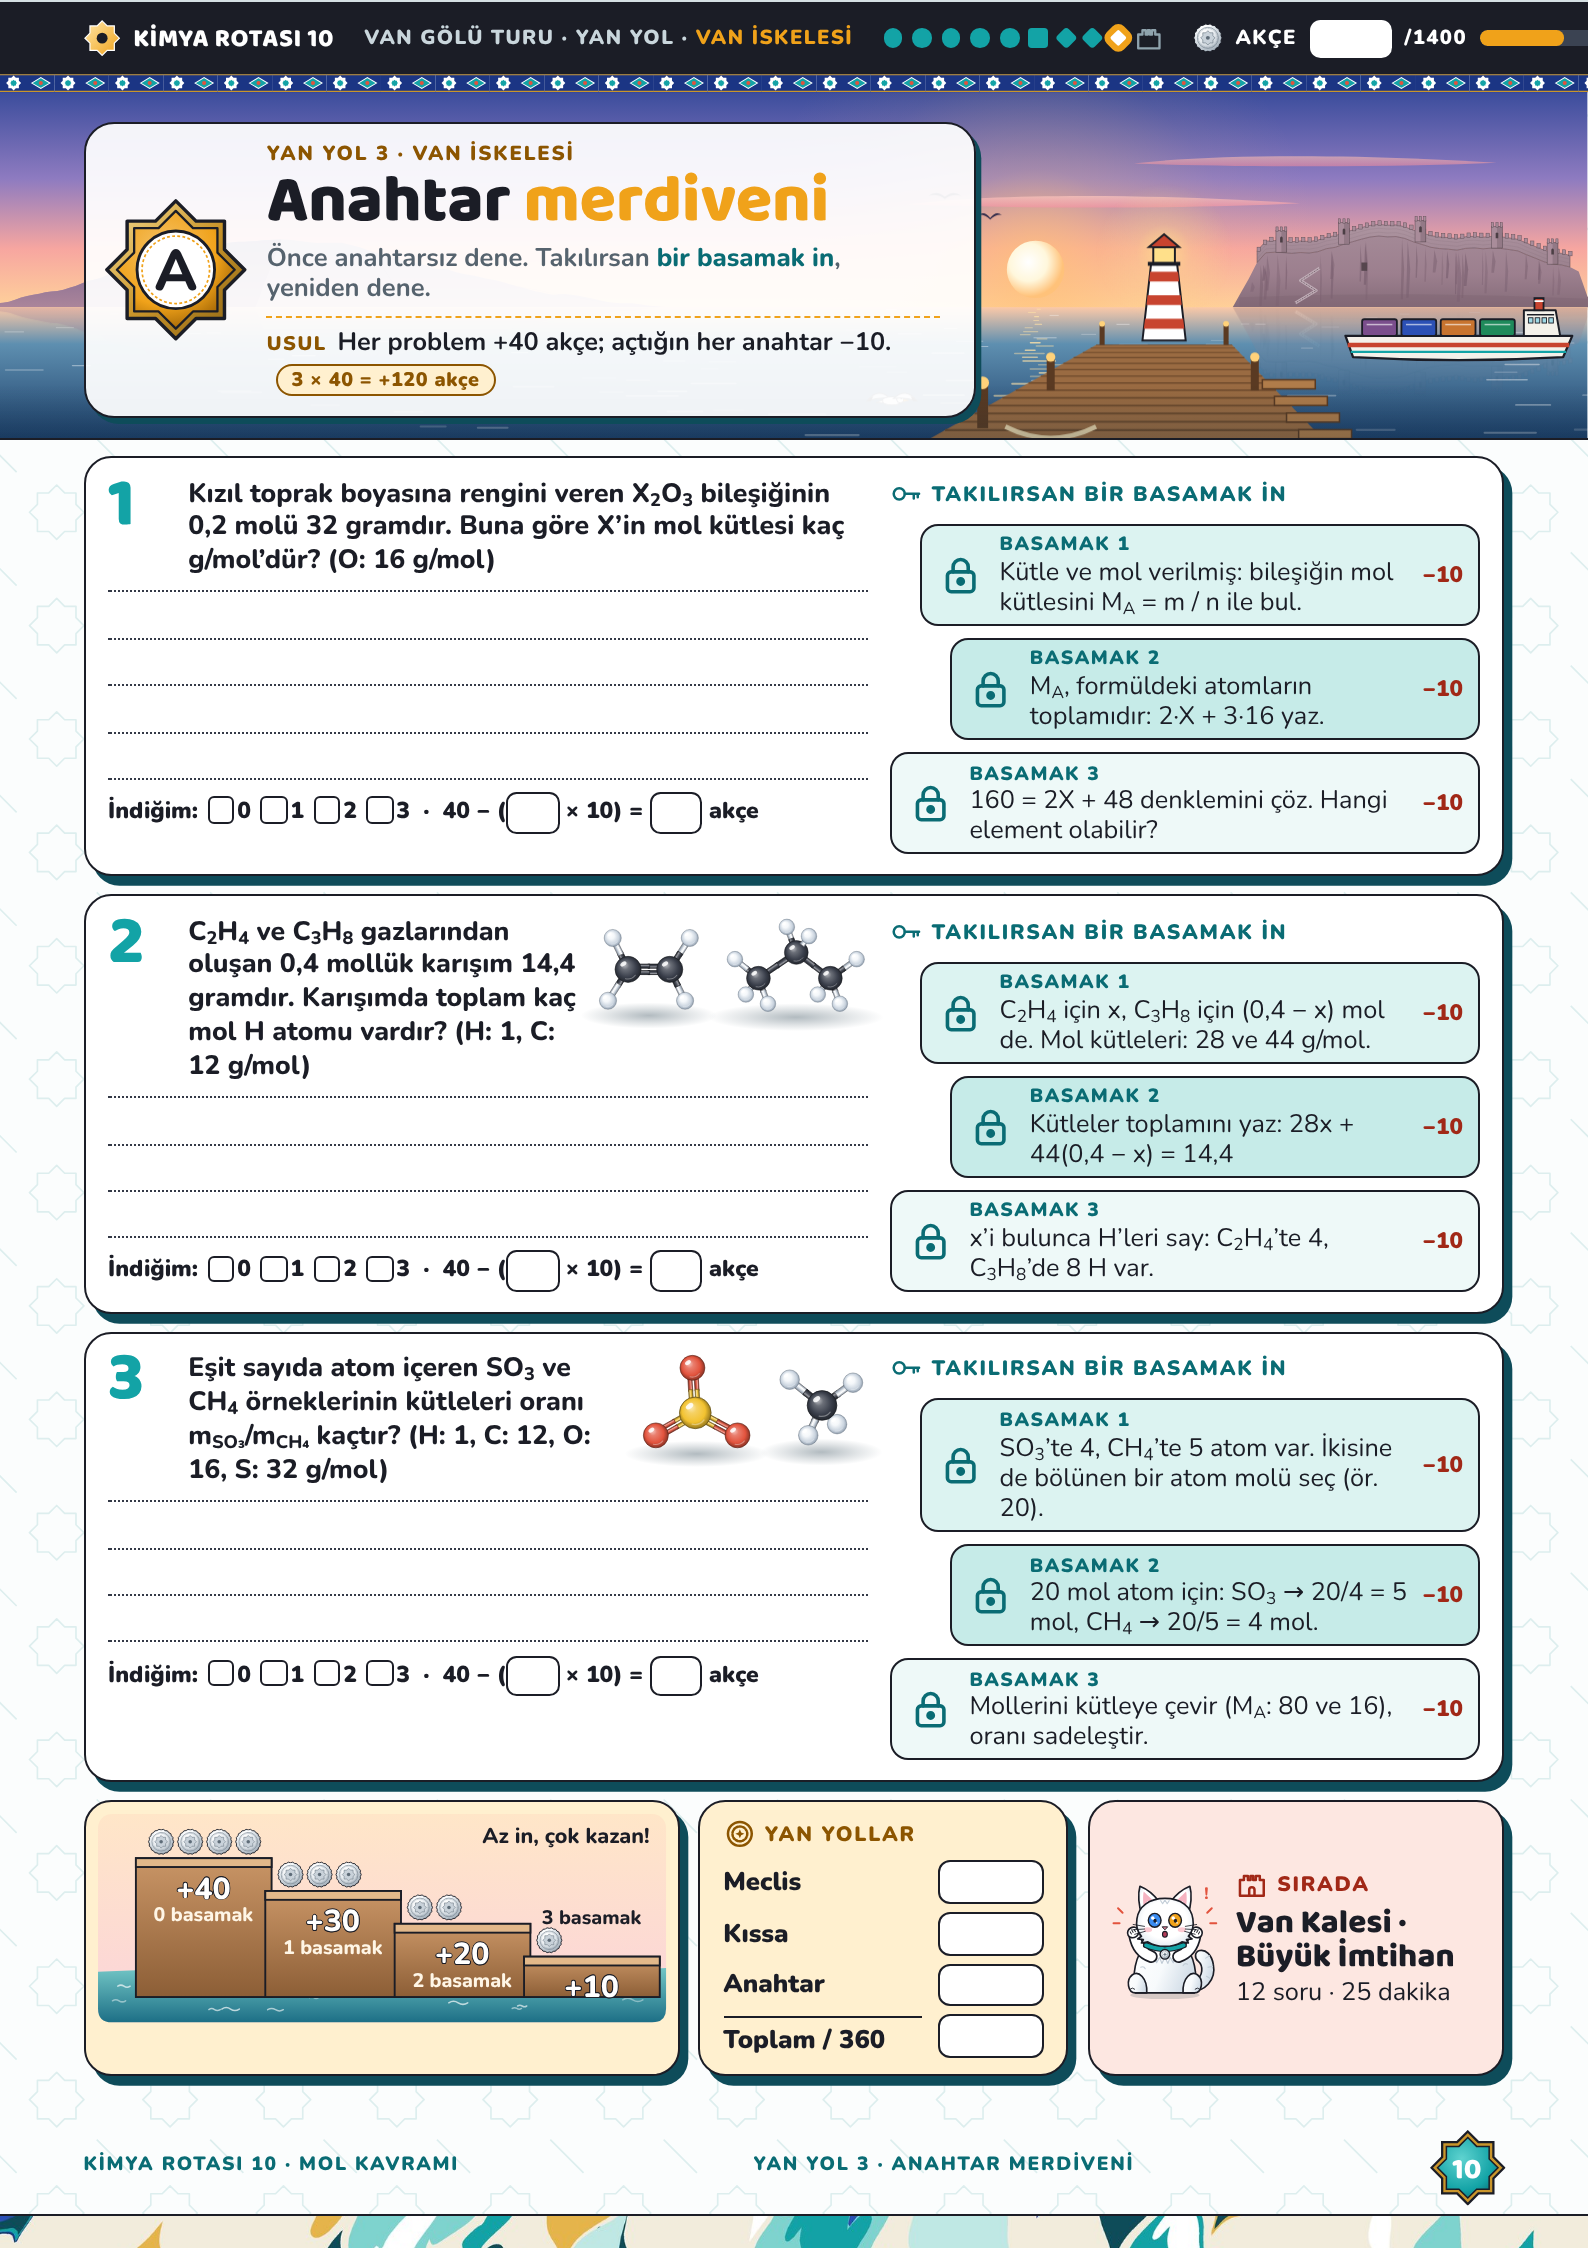 KİMYA ROTASI 10 VAN GÖLÜ TURU · YAN YOL · VAN İSKELESİ AKÇE /1400
YAN YOL 3 · VAN İSKELESİ
Anahtar merdiveni
A
Önce anahtarsız dene. Takılırsan bir basamak in,
yeniden dene.
USUL Her problem +40 akçe; açtığın her anahtar −10.
3 × 40 = +120 akçe
1
Kızıl toprak boyasına rengini veren X₂O₃ bileşiğinin
0,2 molü 32 gramdır. Buna göre X’in mol kütlesi kaç
g/mol’dür? (O: 16 g/mol)
İndiğim: 0 1 2 3 · 40 − ( × 10) = akçe
TAKILIRSAN BİR BASAMAK İN
BASAMAK 1
Kütle ve mol verilmiş: bileşiğin mol
kütlesini M_A = m / n ile bul.
−10
BASAMAK 2
M_A, formüldeki atomların
toplamıdır: 2·X + 3·16 yaz.
−10
BASAMAK 3
160 = 2X + 48 denklemini çöz. Hangi
element olabilir?
−10
2
C₂H₄ ve C₃H₈ gazlarından
oluşan 0,4 mollük karışım 14,4
gramdır. Karışımda toplam kaç
mol H atomu vardır? (H: 1, C:
12 g/mol)
İndiğim: 0 1 2 3 · 40 − ( × 10) = akçe
TAKILIRSAN BİR BASAMAK İN
BASAMAK 1
C₂H₄ için x, C₃H₈ için (0,4 − x) mol
de. Mol kütleleri: 28 ve 44 g/mol.
−10
BASAMAK 2
Kütleler toplamını yaz: 28x +
44(0,4 − x) = 14,4
−10
BASAMAK 3
x’i bulunca H’leri say: C₂H₄’te 4,
C₃H₈’de 8 H var.
−10
3
Eşit sayıda atom içeren SO₃ ve
CH₄ örneklerinin kütleleri oranı
m_SO₃/m_CH₄ kaçtır? (H: 1, C: 12, O:
16, S: 32 g/mol)
İndiğim: 0 1 2 3 · 40 − ( × 10) = akçe
TAKILIRSAN BİR BASAMAK İN
BASAMAK 1
SO₃’te 4, CH₄’te 5 atom var. İkisine
de bölünen bir atom molü seç (ör.
20).
−10
BASAMAK 2
20 mol atom için: SO₃ → 20/4 = 5
mol, CH₄ → 20/5 = 4 mol.
−10
BASAMAK 3
Mollerini kütleye çevir (M_A: 80 ve 16),
oranı sadeleştir.
−10
Az in, çok kazan!
+40
0 basamak
+30
1 basamak
+20
2 basamak
3 basamak
+10
YAN YOLLAR
Meclis
Kıssa
Anahtar
Toplam / 360
!
SIRADA
Van Kalesi ·
Büyük İmtihan
12 soru · 25 dakika
KİMYA ROTASI 10 · MOL KAVRAMI
YAN YOL 3 · ANAHTAR MERDİVENİ
10